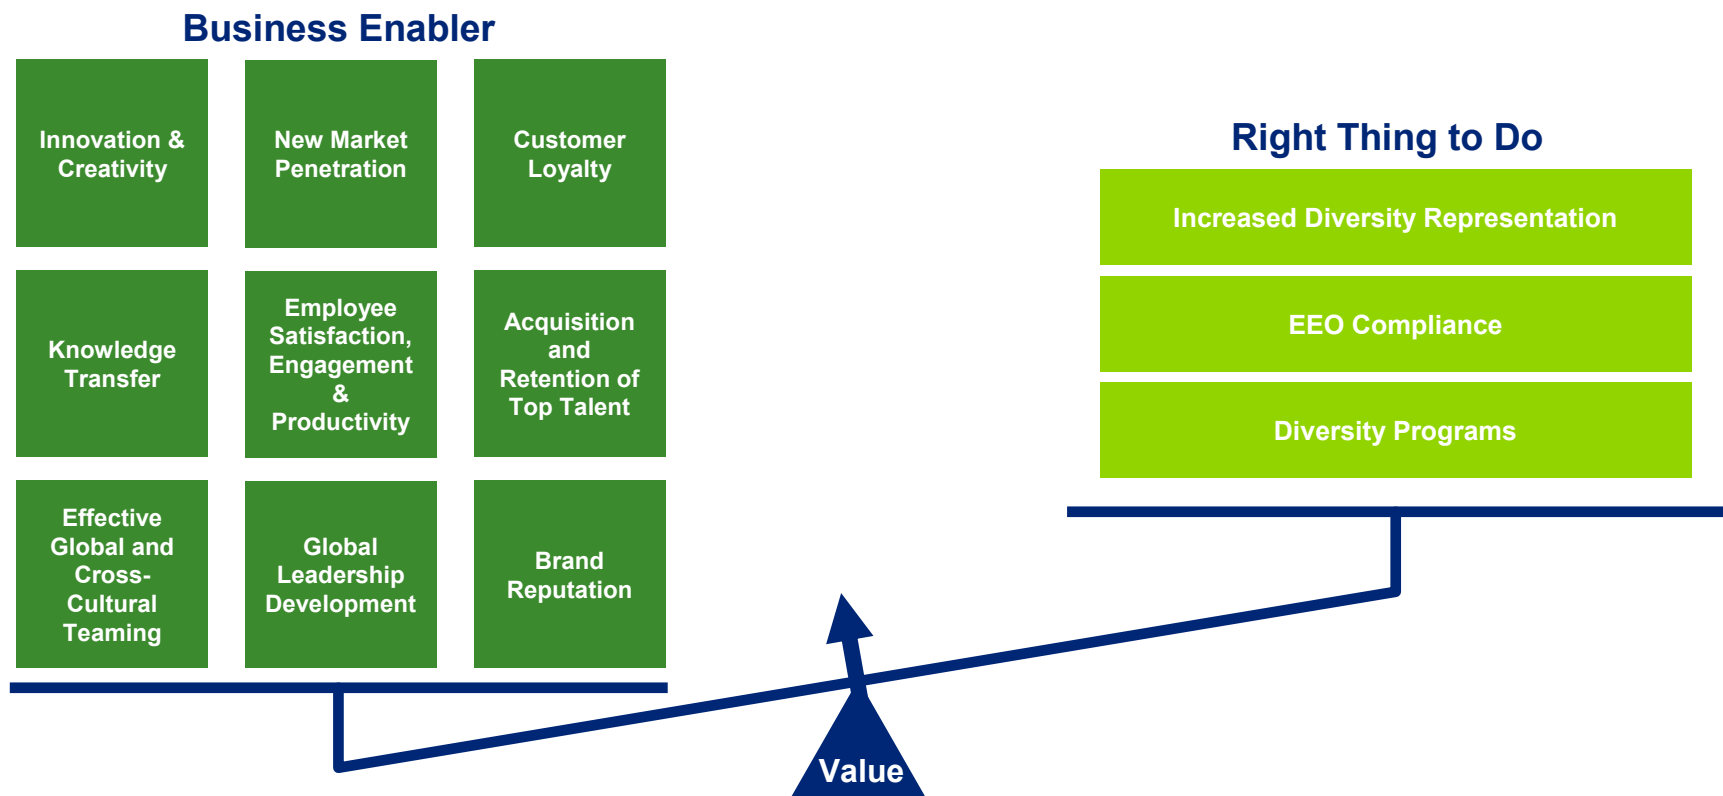 Business Enabler
Innovation &
Creativity
New Market
Penetration
Customer
Loyalty
Knowledge
Transfer
Employee
Satisfaction,
Engagement
&
Productivity
Acquisition
and
Retention of
Top Talent
Effective
Global and
Cross-
Cultural
Teaming
Global
Leadership
Development
Brand
Reputation
Right Thing to Do
Increased Diversity Representation
EEO Compliance
Diversity Programs
Value